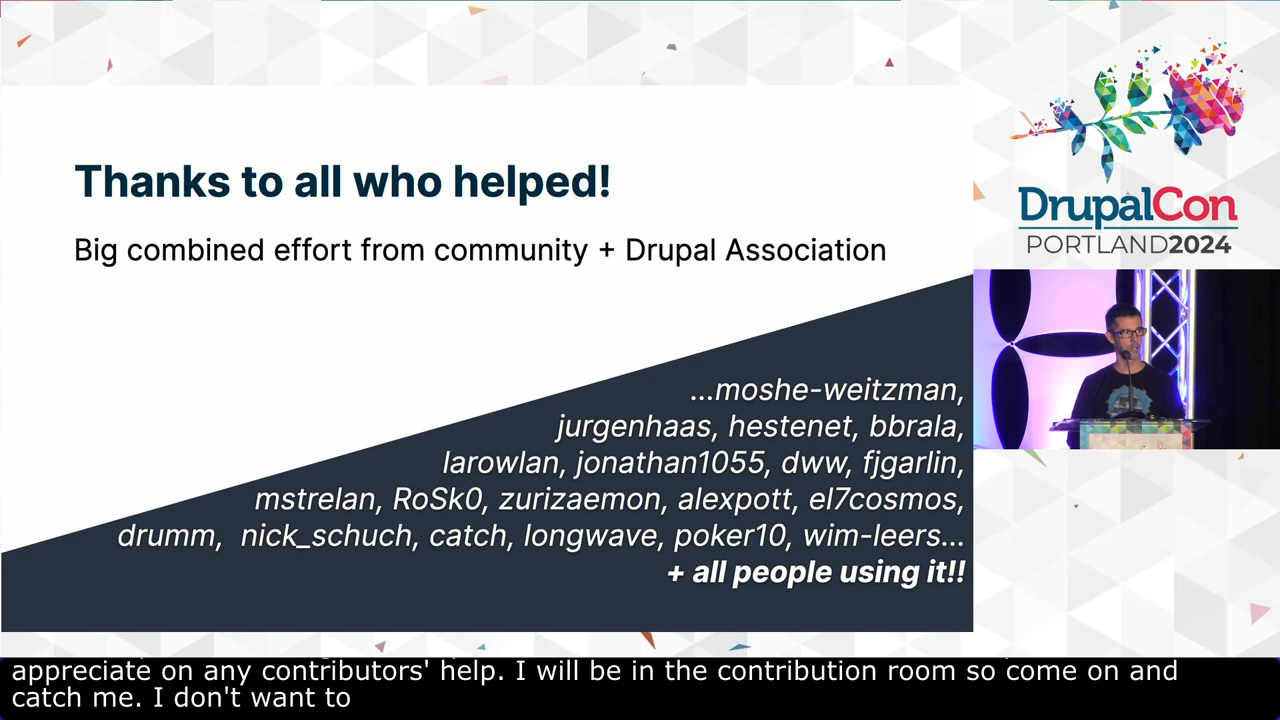 Thanks to all who helped!
Big combined effort from community + Drupal Association
...moshe-weitzman,
jurgenhaas, hestenet, bbrala,
larowlan, jonathan1055, dww, fjgarlin,
mstrelan, RoSk0, zurizaemon, alexpott, el7cosmos,
drumm, nick_schuch, catch, longwave, poker10, wim-leers...
+ all people using it!!
DrupalCon
PORTLAND2024
appreciate on any contributors' help. I will be in the contribution room so come on and
catch me. I don't want to